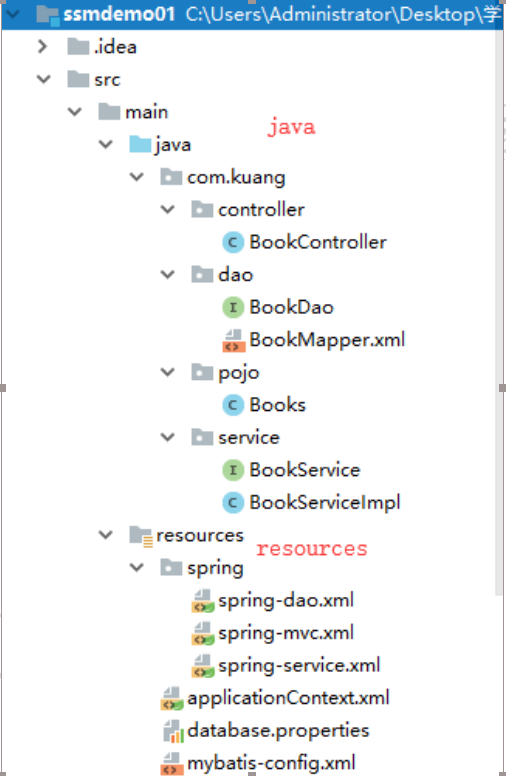 ssmdemo01 C:\Users\Administrator\Desktop\学
.idea
src
main
java
java
com.kuang
controller
BookController
dao
BookDao
BookMapper.xml
pojo
Books
service
BookService
BookServiceImpl
resources
resources
spring
spring-dao.xml
spring-mvc.xml
spring-service.xml
applicationContext.xml
database.properties
mybatis-config.xml